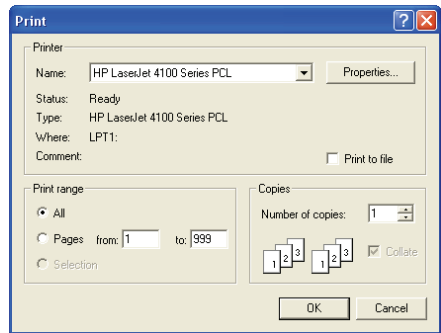 Print
Printer
Name: HP LaserJet 4100 Series PCL Properties...
Status: Ready
Type: HP LaserJet 4100 Series PCL
Where: LPT1:
Comment: Print to file
Print range
All
Pages from: 1 to: 999
Selection
Copies
Number of copies: 1
1 2 3 1 2 3 Collate
OK Cancel